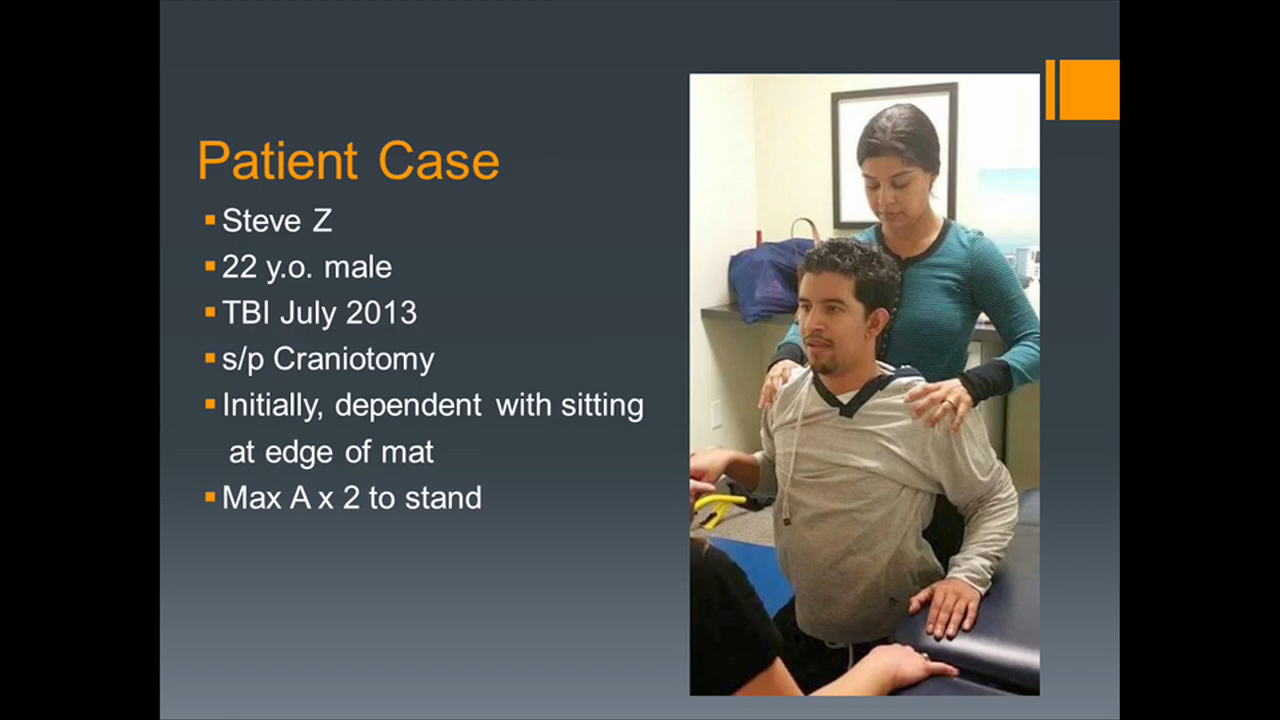 Patient Case
Steve Z
22 y.o. male
TBI July 2013
s/p Craniotomy
Initially, dependent with sitting
at edge of mat
Max A x 2 to stand